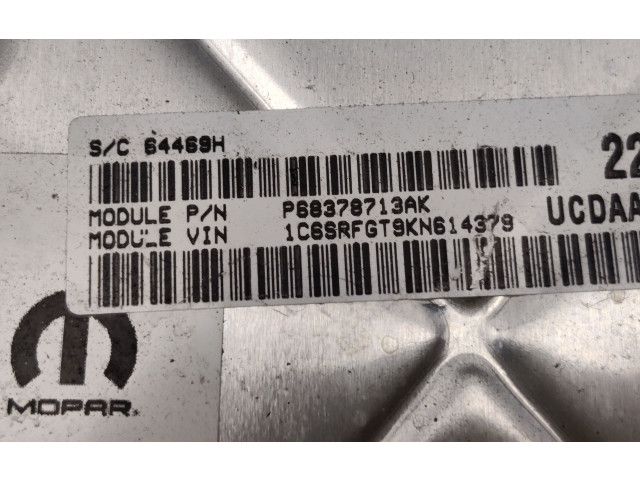 S/C 64469H
22
MODULE P/N P68378713AK
UCDAA
MODULE VIN 1C6SRFGT9KN614379
MOPAR